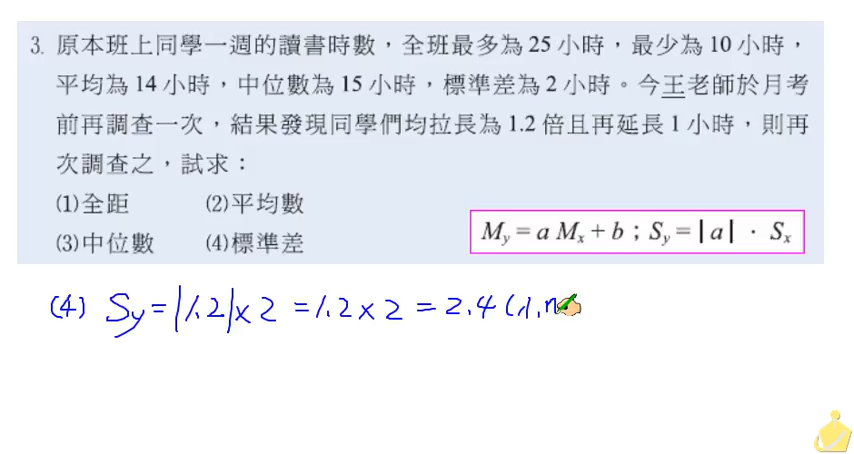 3. 原本班上同學一週的讀書時數，全班最多為 25 小時，最少為 10 小時，
平均為 14 小時，中位數為 15 小時，標準差為 2 小時。今王老師於月考
前再調查一次，結果發現同學們均拉長為 1.2 倍且再延長 1 小時，則再
次調查之，試求：
(1)全距 (2)平均數
(3)中位數 (4)標準差
My = a Mx + b ; Sy = |a| · Sx
(4) Sy = |1.2| x 2 = 1.2 x 2 = 2.4 (小